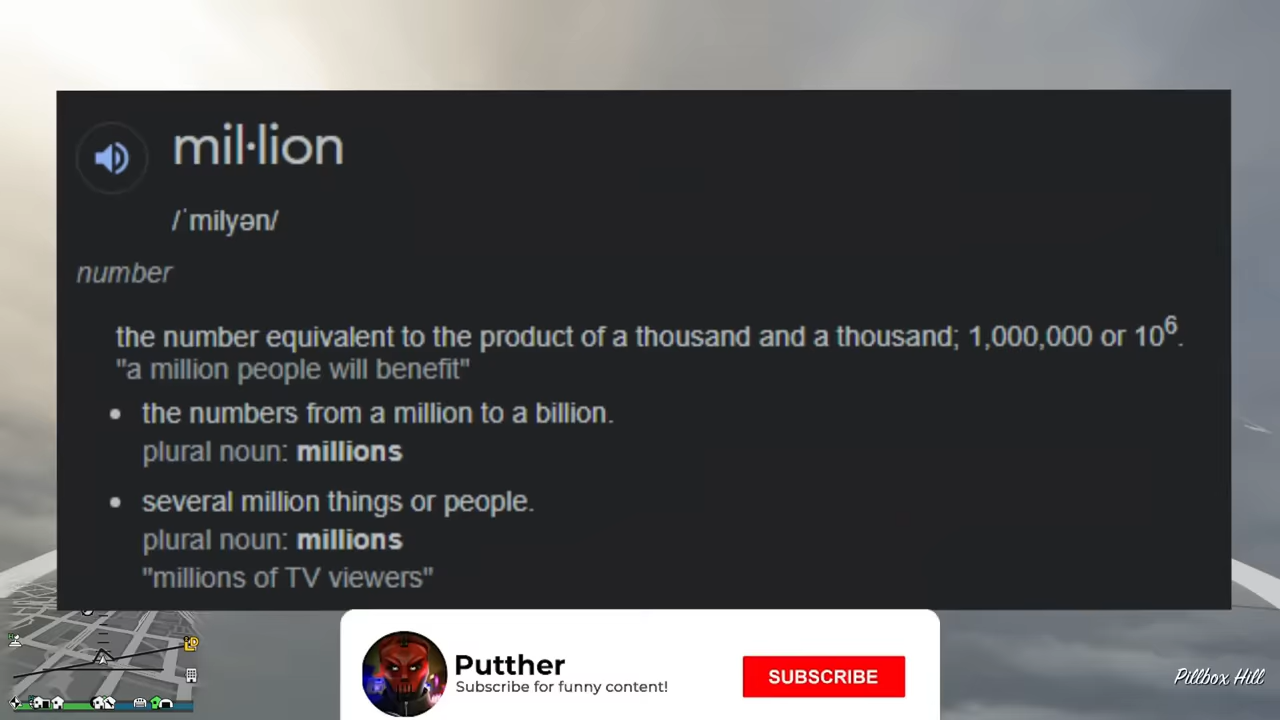 mil·lion
/ˈmilyən/
number
the number equivalent to the product of a thousand and a thousand; 1,000,000 or 10⁶.
"a million people will benefit"
• the numbers from a million to a billion.
plural noun: millions
• several million things or people.
plural noun: millions
"millions of TV viewers"
Putther
Subscribe for funny content!
SUBSCRIBE
Pillbox Hill